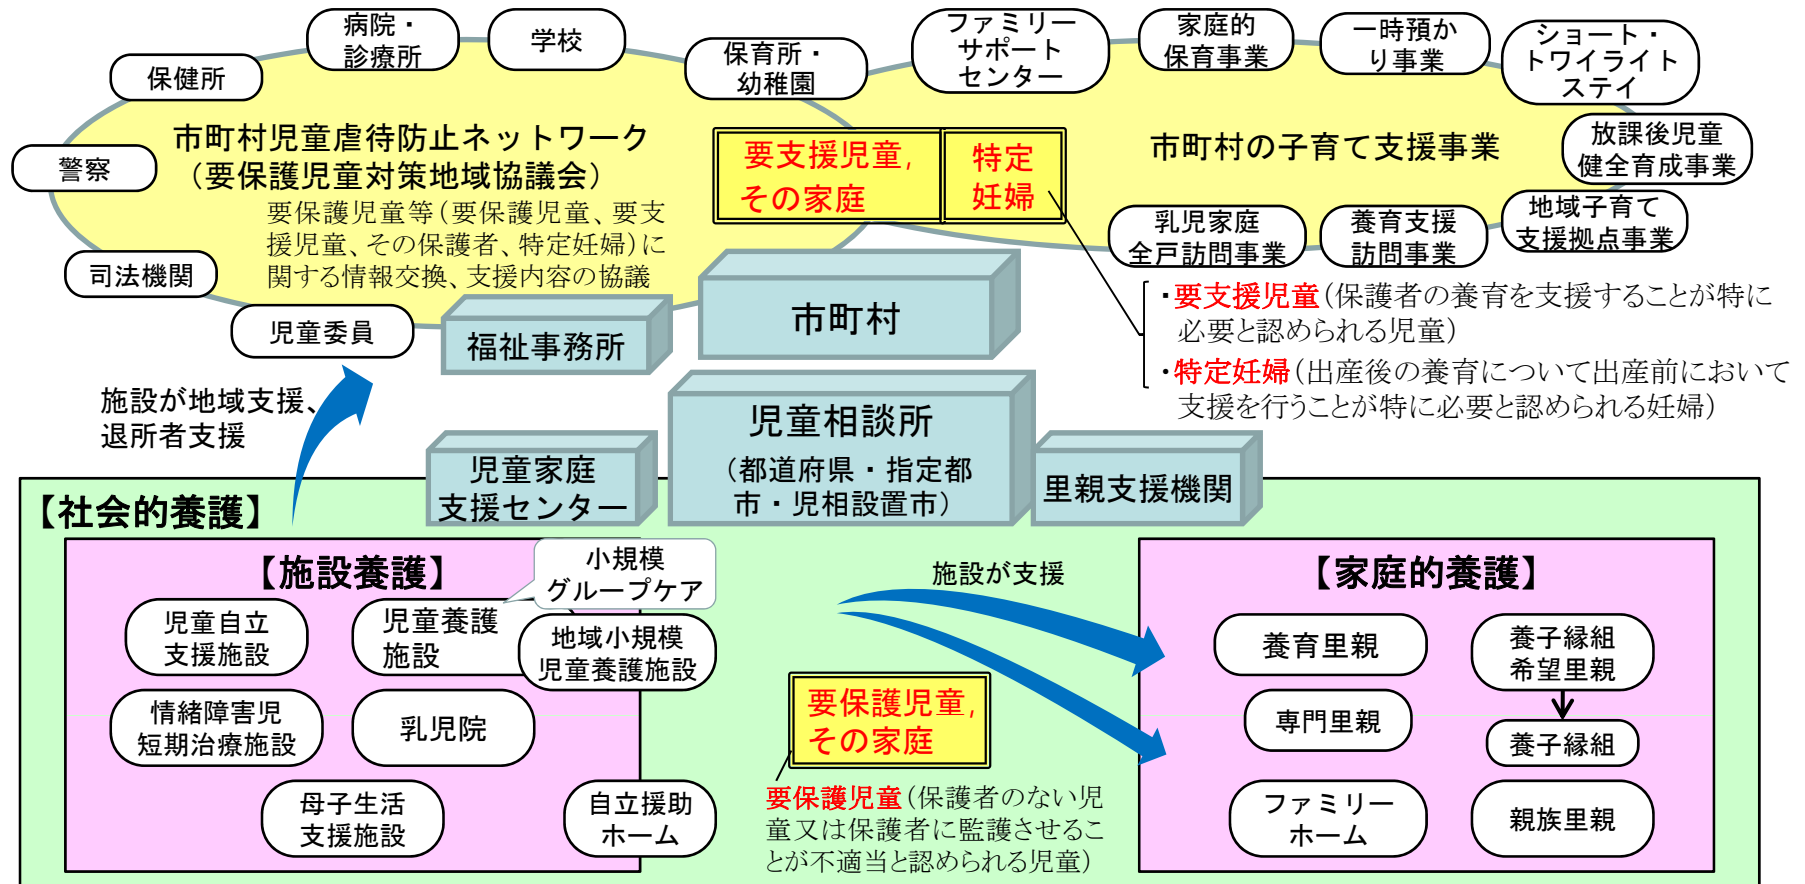 病院・
診療所
学校
保健所
保育所・
幼稚園
ファミリー
サポート
センター
家庭的
保育事業
一時預か
り事業
ショート・
トワイライト
ステイ
市町村児童虐待防止ネットワーク
（要保護児童対策地域協議会）
要保護児童等（要保護児童、要支
援児童、その保護者、特定妊婦）に
関する情報交換、支援内容の協議
警察
司法機関
児童委員
要支援児童,
その家庭
特定
妊婦
市町村の子育て支援事業
放課後児童
健全育成事業
地域子育て
支援拠点事業
乳児家庭
全戸訪問事業
養育支援
訪問事業
福祉事務所
市町村
・要支援児童（保護者の養育を支援することが特に
必要と認められる児童）
・特定妊婦（出産後の養育について出産前において
支援を行うことが特に必要と認められる妊婦）
施設が地域支援、
退所者支援
児童家庭
支援センター
児童相談所
（都道府県・指定都
市・児相設置市）
里親支援機関
【社会的養護】
【施設養護】
小規模
グループケア
児童自立
支援施設
児童養護
施設
地域小規模
児童養護施設
情緒障害児
短期治療施設
乳児院
母子生活
支援施設
自立援助
ホーム
施設が支援
要保護児童,
その家庭
要保護児童（保護者のない児
童又は保護者に監護させるこ
とが不適当と認められる児童）
【家庭的養護】
養育里親
養子縁組
希望里親
専門里親
養子縁組
ファミリー
ホーム
親族里親